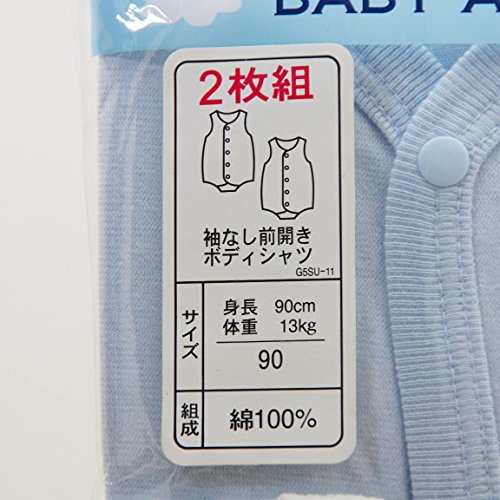 BABY A
2枚組
袖なし前開き
ボディシャツ
G5SU-11
サイズ
身長 90cm
体重 13kg
90
組成
綿100%